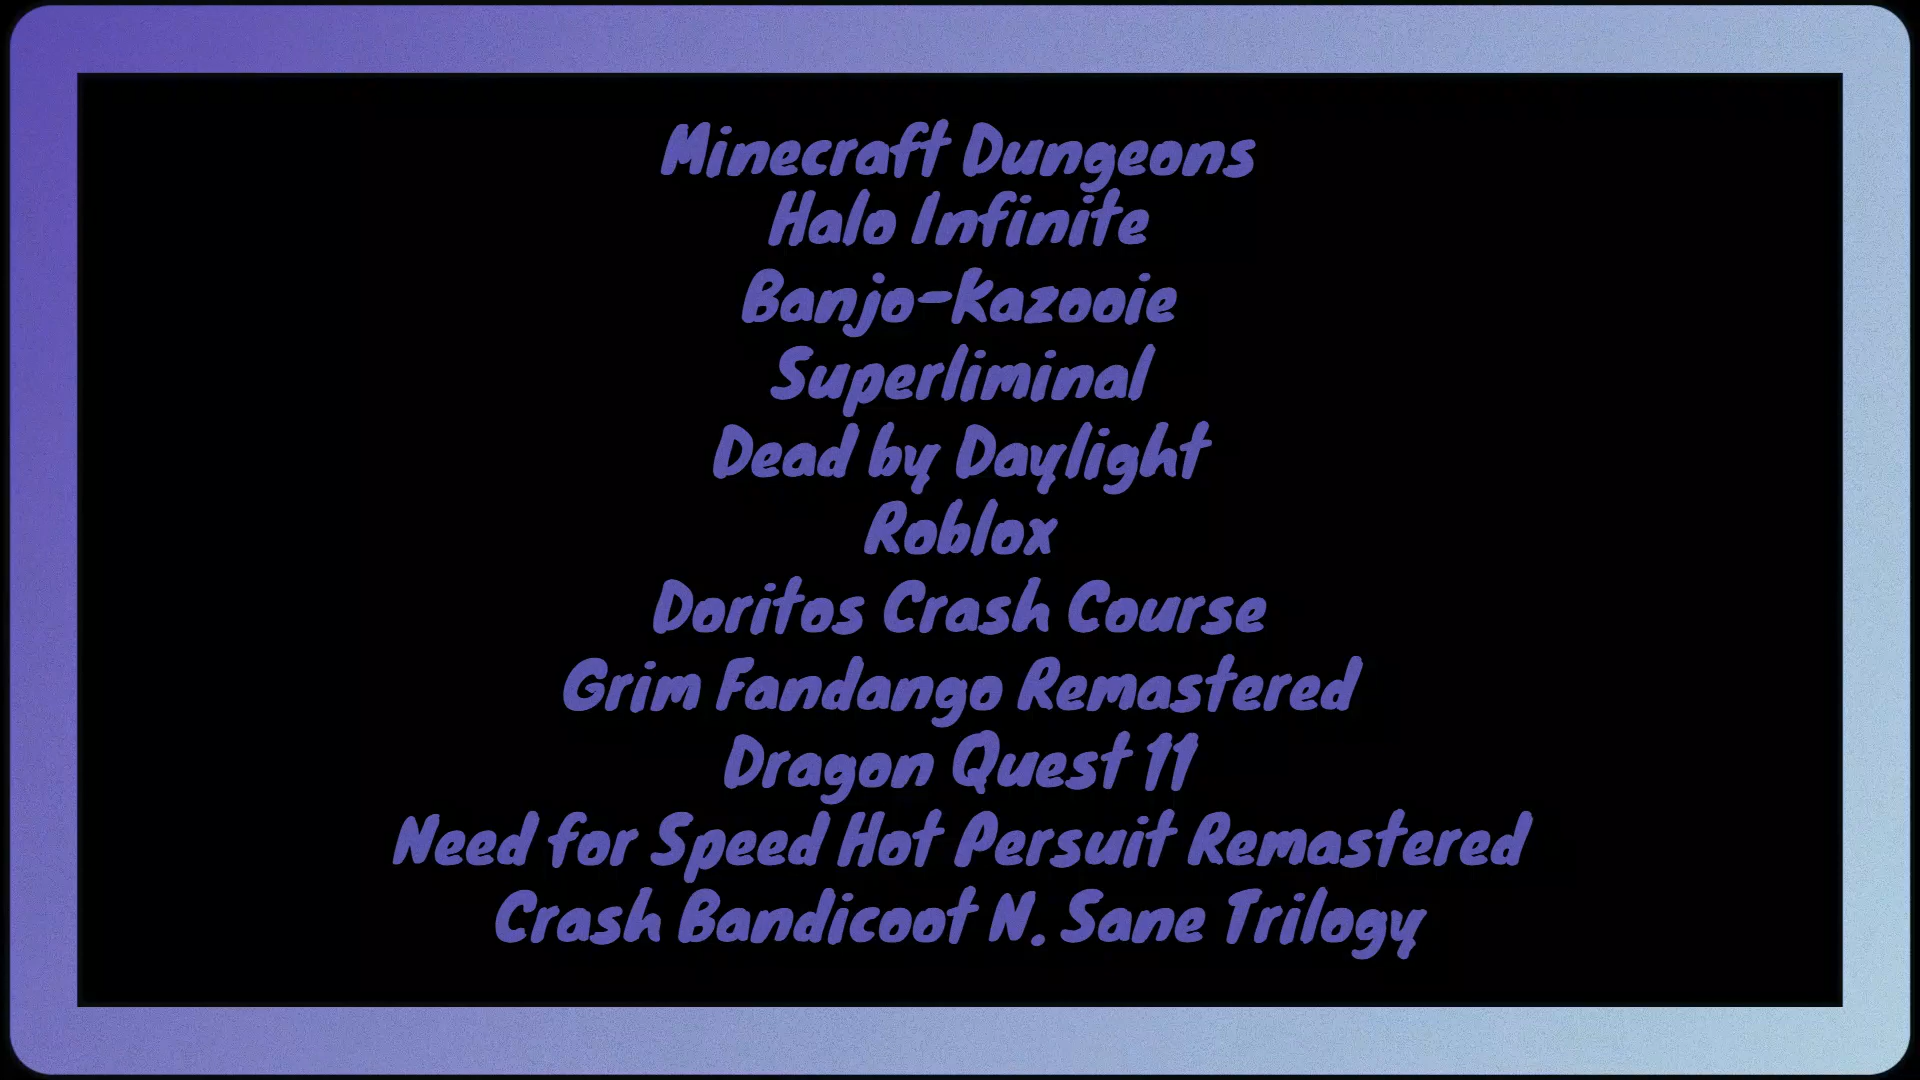 Minecraft Dungeons
Halo Infinite
Banjo-Kazooie
Superliminal
Dead by Daylight
Roblox
Doritos Crash Course
Grim Fandango Remastered
Dragon Quest 11
Need for Speed Hot Persuit Remastered
Crash Bandicoot N. Sane Trilogy